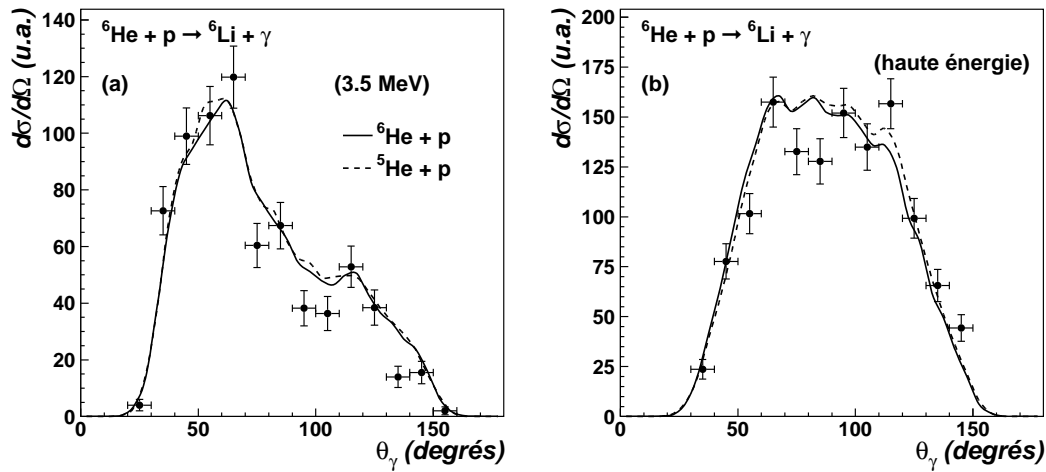 dσ/dΩ (u.a.)
140
120
100
80
60
40
20
0
⁶He + p → ⁶Li + γ
(a)
(3.5 MeV)
⁶He + p
⁵He + p
0 50 100 150
θγ (degrés)
dσ/dΩ (u.a.)
200
175
150
125
100
75
50
25
0
⁶He + p → ⁶Li + γ
(haute énergie)
(b)
0 50 100 150
θγ (degrés)